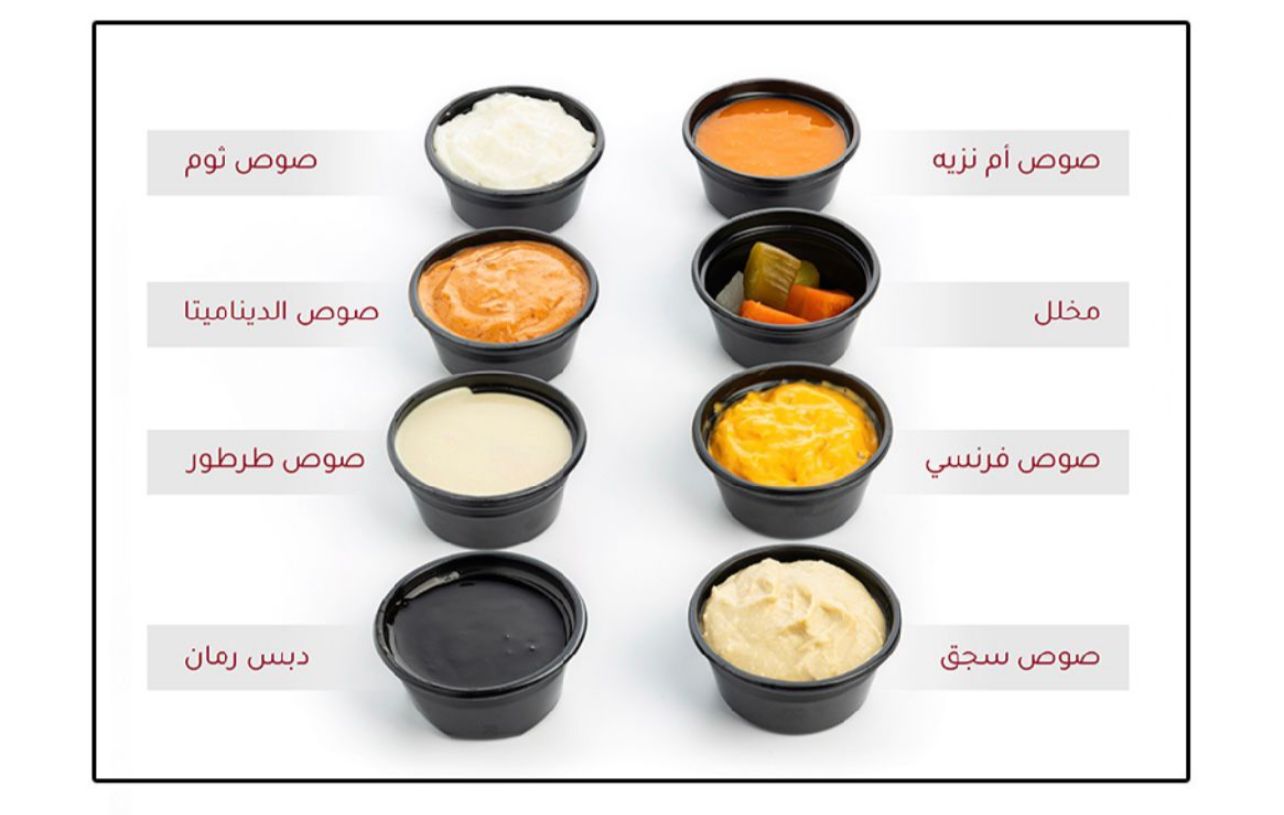 صوص أم نزيه
صوص ثوم
مخلل
صوص الديناميتا
صوص فرنسي
صوص طرطور
صوص سجق
دبس رمان